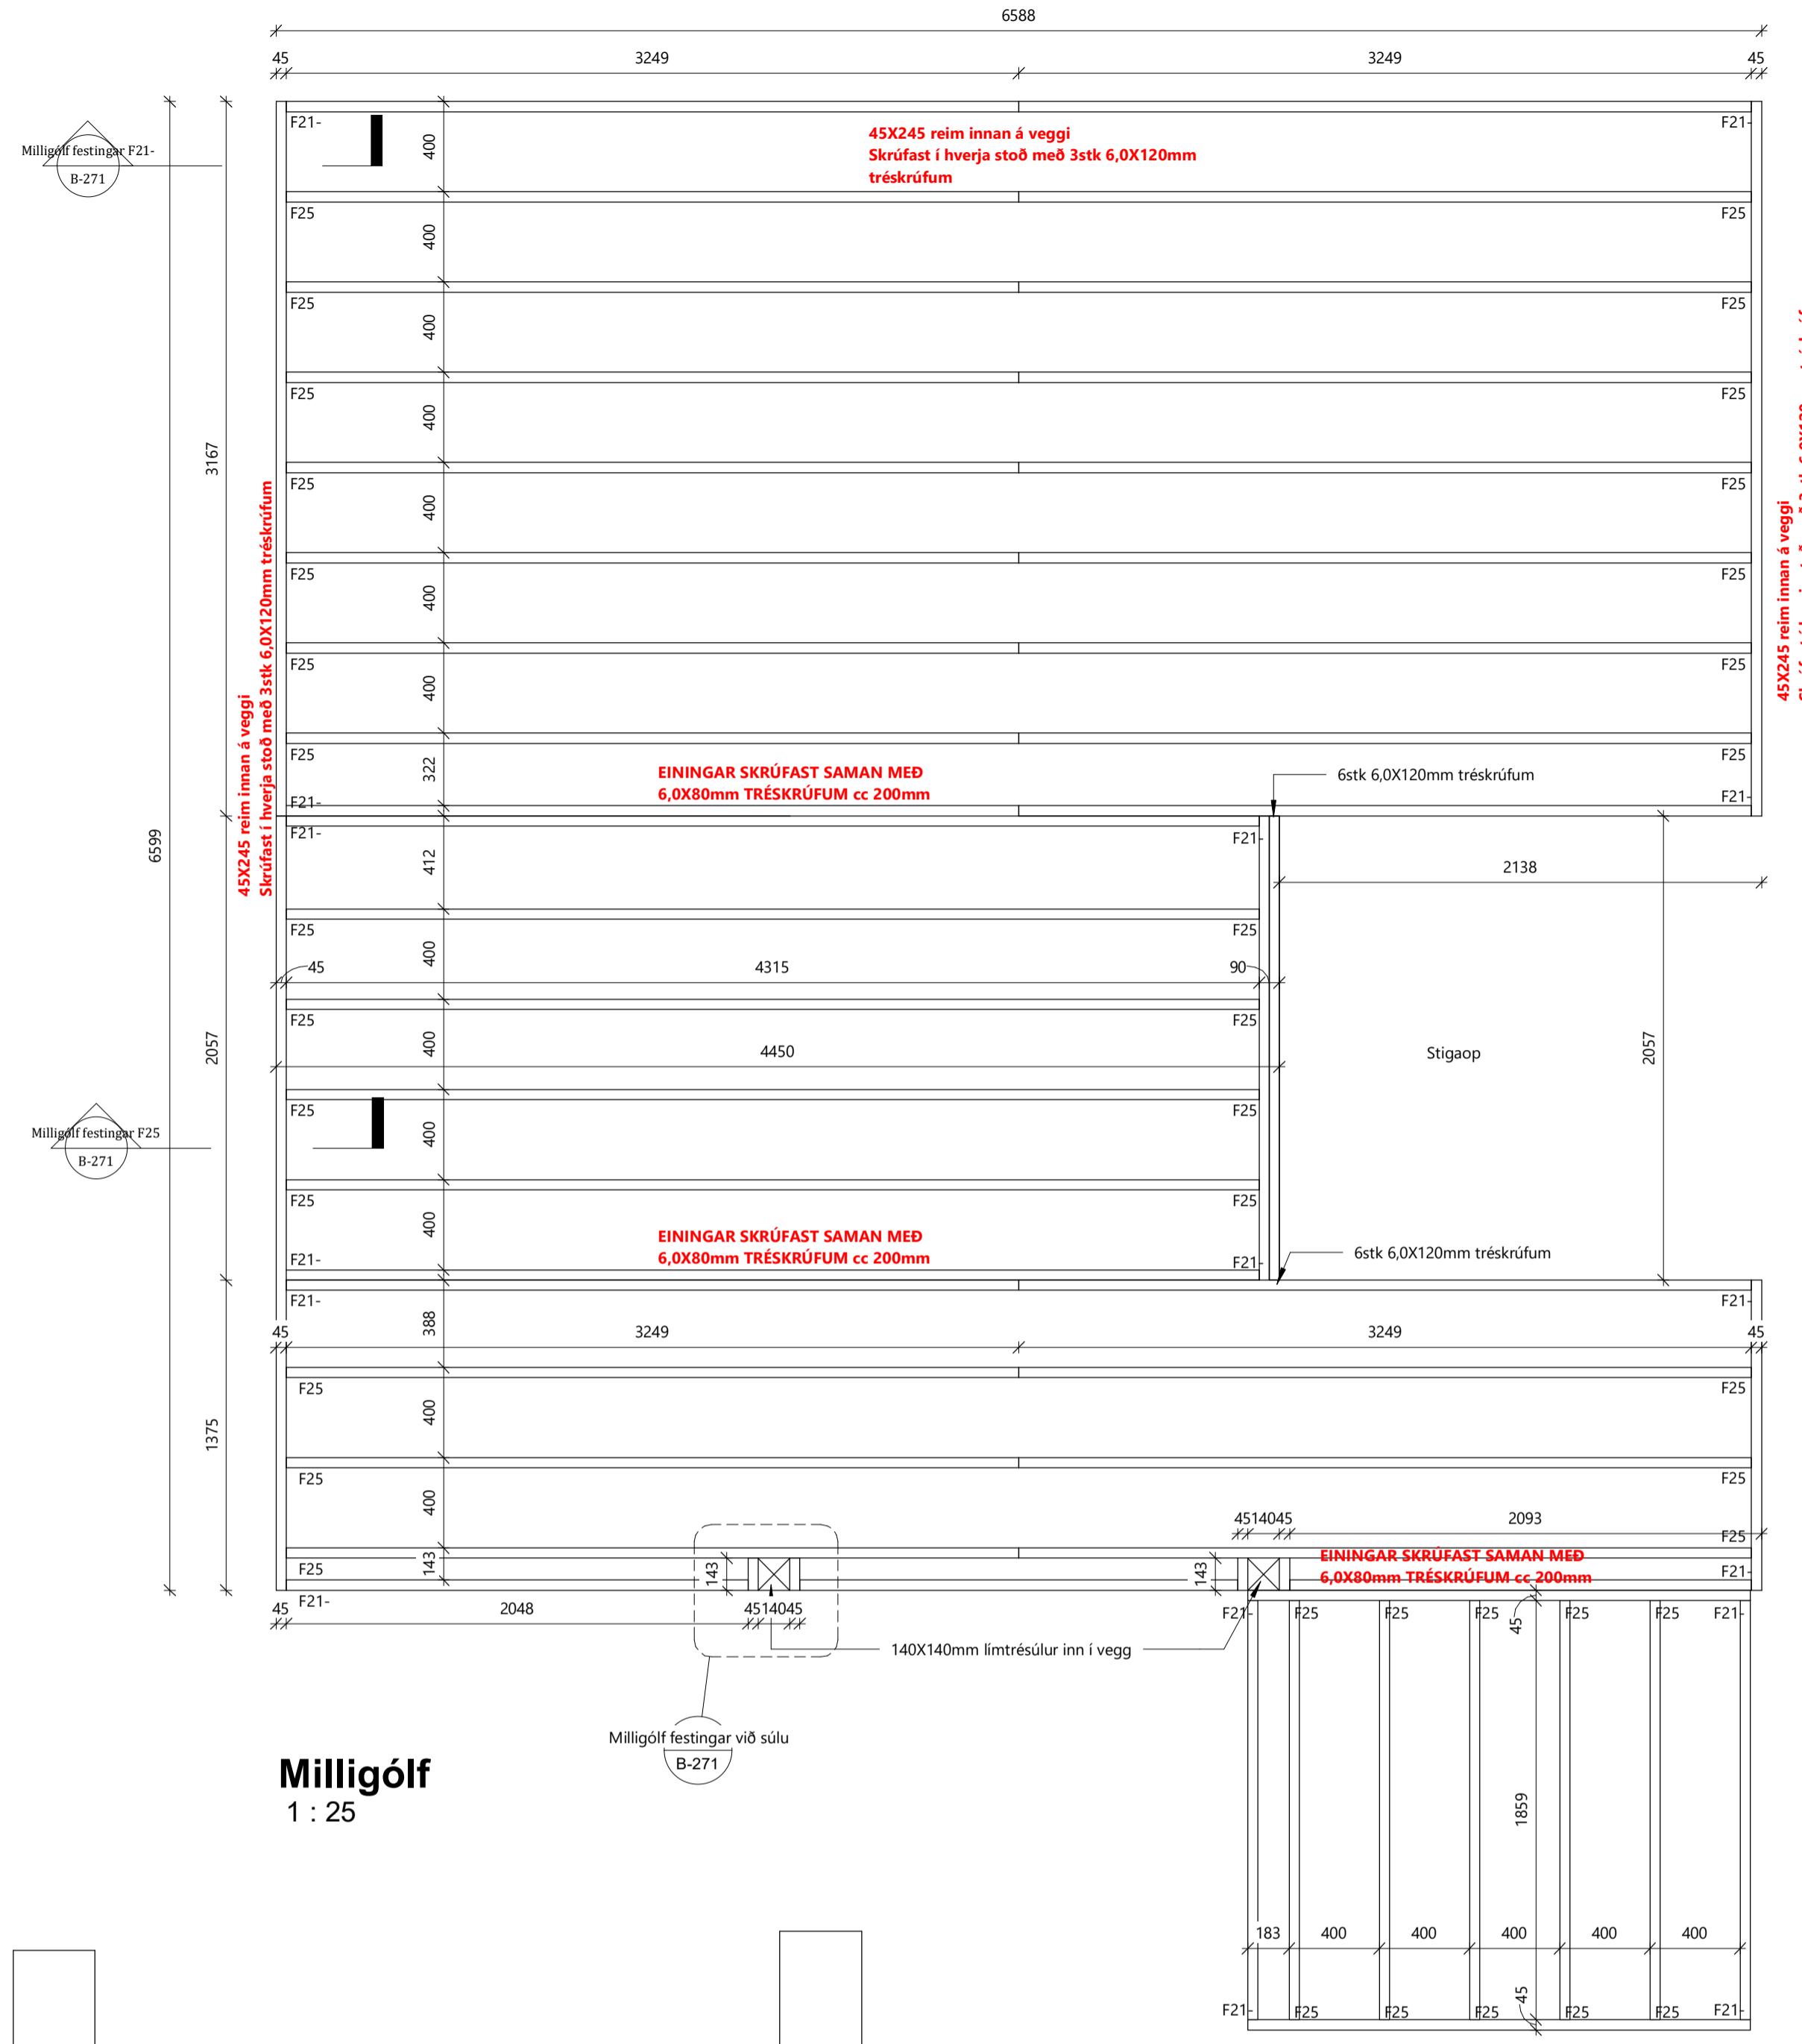 6588
45 3249 3249 45
F21- F21-
Milligólf festingar F21-
B-271
400
45X245 reim innan á veggi
Skrúfast í hverja stoð með 3stk 6,0X120mm
tréskrúfum
F25 F25
400
F25 F25
400
F25 F25
400
3167
F25 F25
400
F25 F25
400
F25 F25
400
45X245 reim innan á veggi
Skrúfast í hverja stoð með 3stk 6,0X120mm tréskrúfum
45X245 reim innan á veggi
F25 F25
322
EININGAR SKRÚFAST SAMAN MEÐ
6,0X80mm TRÉSKRÚFUM cc 200mm
6stk 6,0X120mm tréskrúfum
F21- F21-
F21- F21-
6599
412
2138
F25 F25
400
45 4315 90
F25 F25
400
2057
4450
Stigaop
2057
F25 F25
400
Milligólf festingar F25
B-271
F25 F25
400
EININGAR SKRÚFAST SAMAN MEÐ
6,0X80mm TRÉSKRÚFUM cc 200mm
6stk 6,0X120mm tréskrúfum
F21- F21-
F21- F21-
388
45 3249 3249 45
F25 F25
400
1375
F25 F25
400
45 140 45 2093
F25
F25
143
143
143
EININGAR SKRÚFAST SAMAN MEÐ
6,0X80mm TRÉSKRÚFUM cc 200mm
F21-
F21-
45 2048 45 140 45
F21- F25 F25 F25 F25 F25 F21-
45
140X140mm límtrésúlur inn í vegg
Milligólf festingar við súlu
B-271
Milligólf
1 : 25
1859
183 400 400 400 400 400
45
F21- F25 F25 F25 F25 F25 F21-